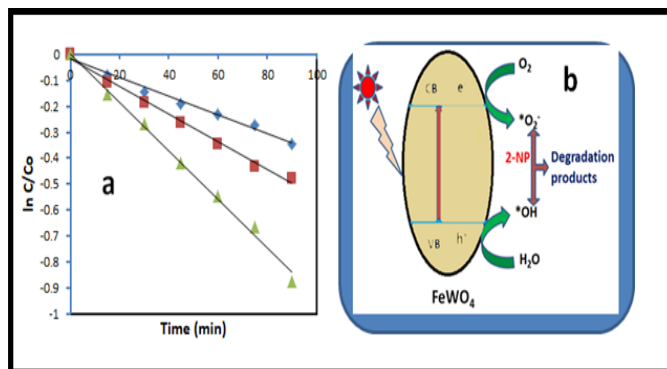 0
-0.1
-0.2
-0.3
-0.4
-0.5
-0.6
-0.7
-0.8
-0.9
-1
0 20 40 60 80 100
ln C/Co
a
Time (min)
b
CB e
VB h⁺
O₂
*O₂⁻
2-NP
Degradation
products
*OH
H₂O
FeWO₄